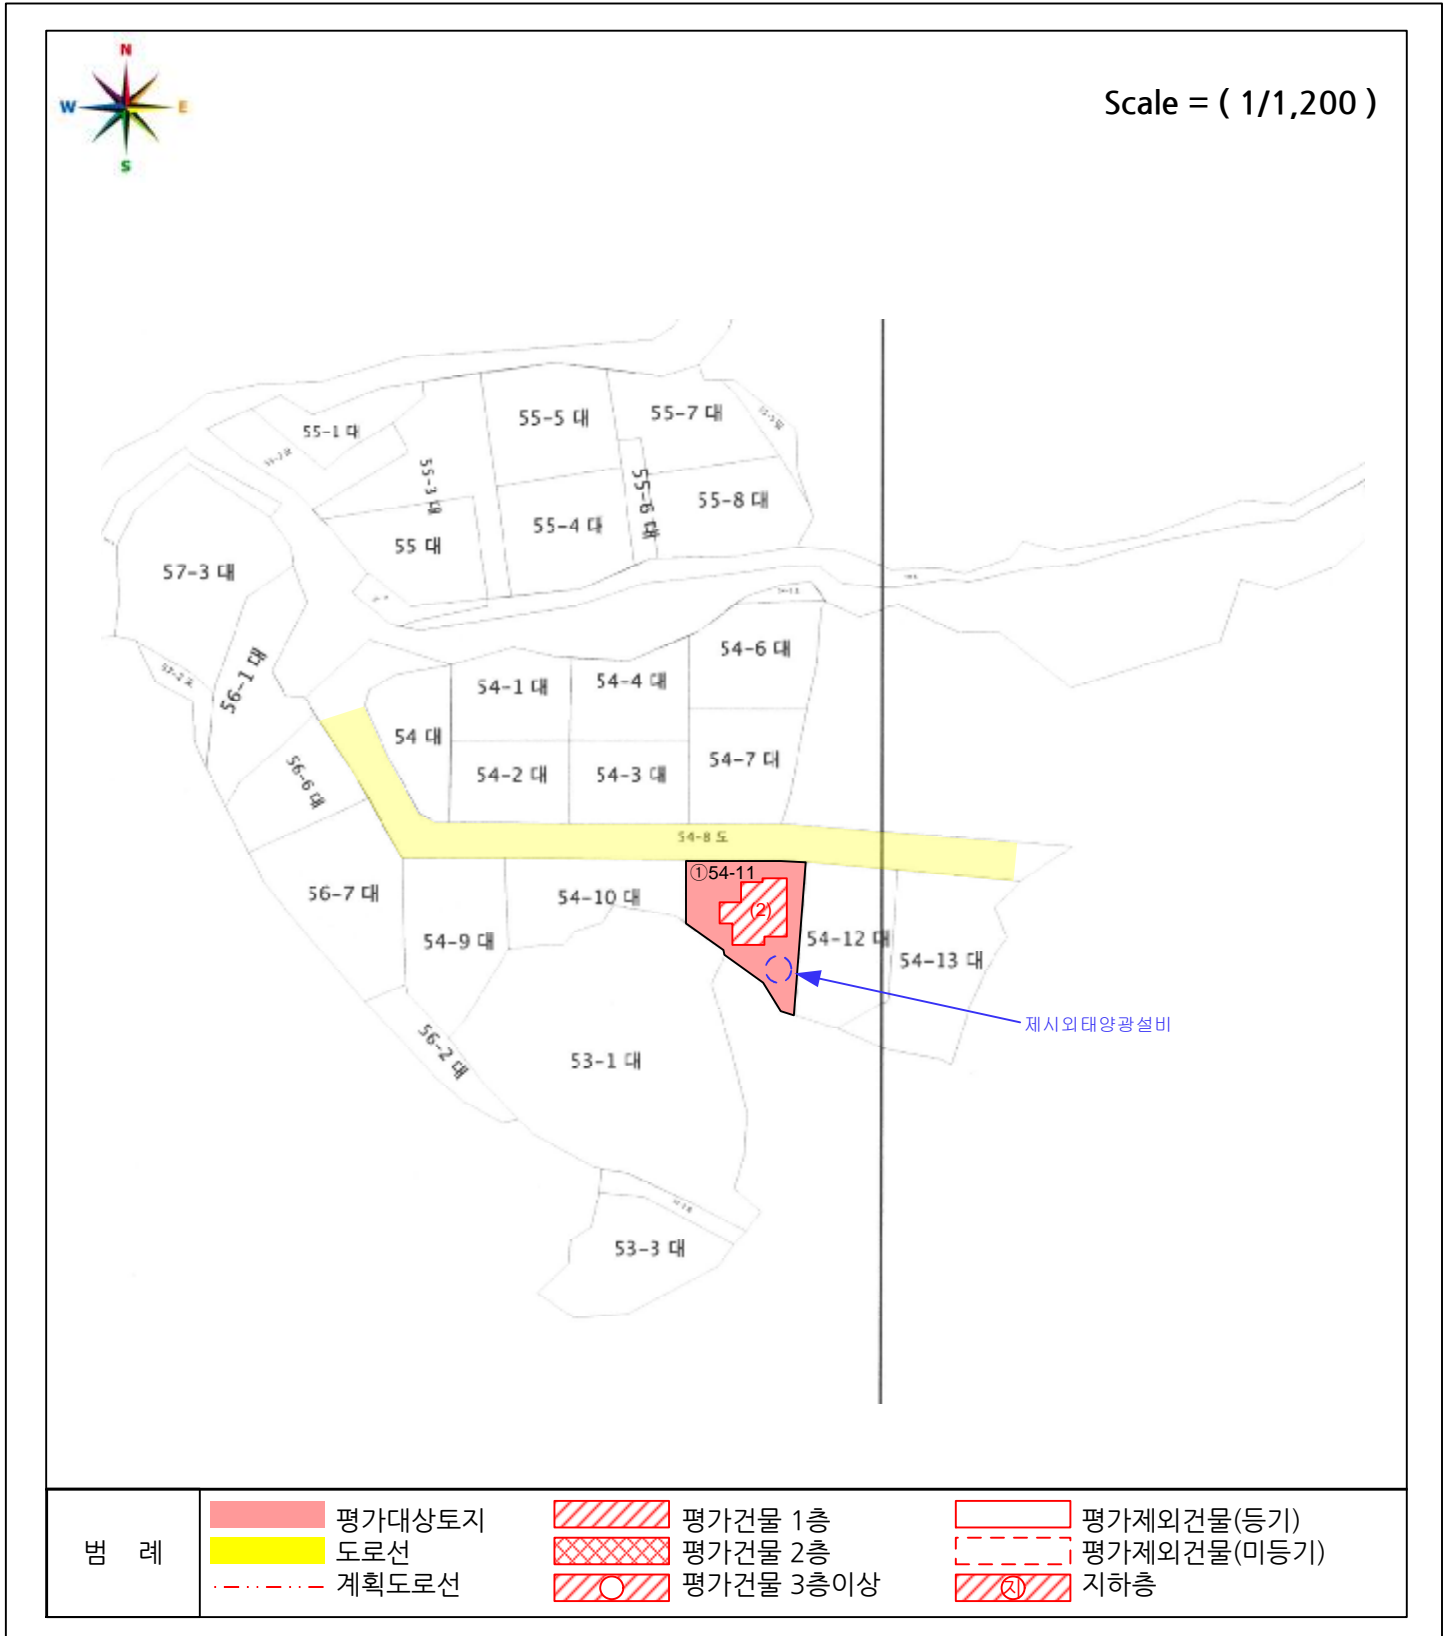 N
W
E
S
Scale = ( 1/1,200 )
55-1 대
55-5 대
55-7 대
55-3 대
55-6 대
55-8 대
55-4 대
55 대
57-3 대
56-1 대
54-6 대
54-1 대
54-4 대
54 대
54-7 대
54-2 대
54-3 대
56-6 대
54-8 도
①54-11
(2)
56-7 대
54-10 대
54-9 대
54-12 대
54-13 대
제시외태양광설비
56-2 대
53-1 대
53-3 대
범 례
평가대상토지
도로선
계획도로선
평가건물 1층
평가건물 2층
평가건물 3층이상
평가제외건물(등기)
평가제외건물(미등기)
지
지하층